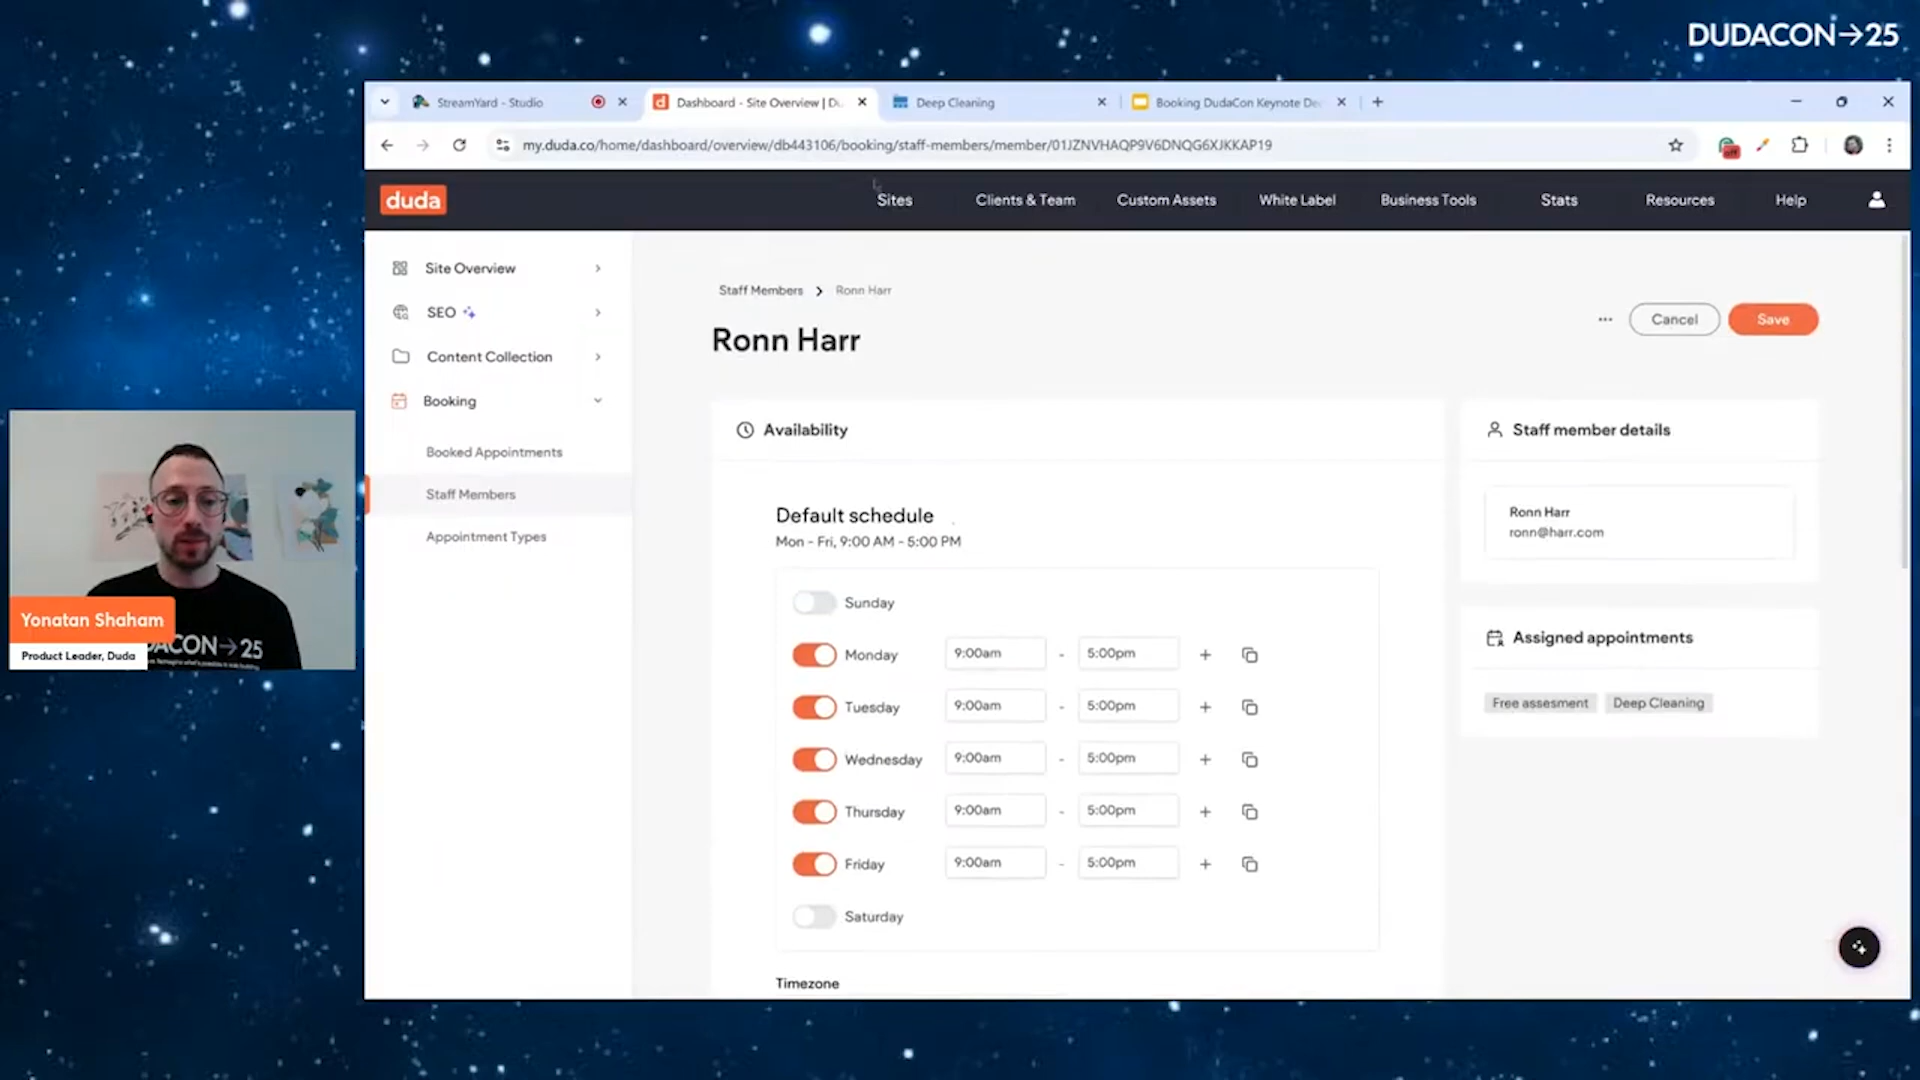 DUDACON→25
StreamYard - Studio
Dashboard - Site Overview | Du
Deep Cleaning
Booking DudaCon Keynote De
my.duda.co/home/dashboard/overview/db443106/booking/staff-members/member/01JZNVHAQP9V6DNQG6XJKKAP19
off
duda
Sites
Clients & Team
Custom Assets
White Label
Business Tools
Stats
Resources
Help
Site Overview
SEO
Content Collection
Booking
Booked Appointments
Staff Members
Appointment Types
Staff Members > Ronn Harr
Ronn Harr
Cancel
Save
Availability
Default schedule
Mon - Fri, 9:00 AM - 5:00 PM
Sunday
Monday 9:00am - 5:00pm
Tuesday 9:00am - 5:00pm
Wednesday 9:00am - 5:00pm
Thursday 9:00am - 5:00pm
Friday 9:00am - 5:00pm
Saturday
Timezone
Staff member details
Ronn Harr
ronn@harr.com
Assigned appointments
Free assesment
Deep Cleaning
Yonatan Shaham
Product Leader, Duda
ACON→25